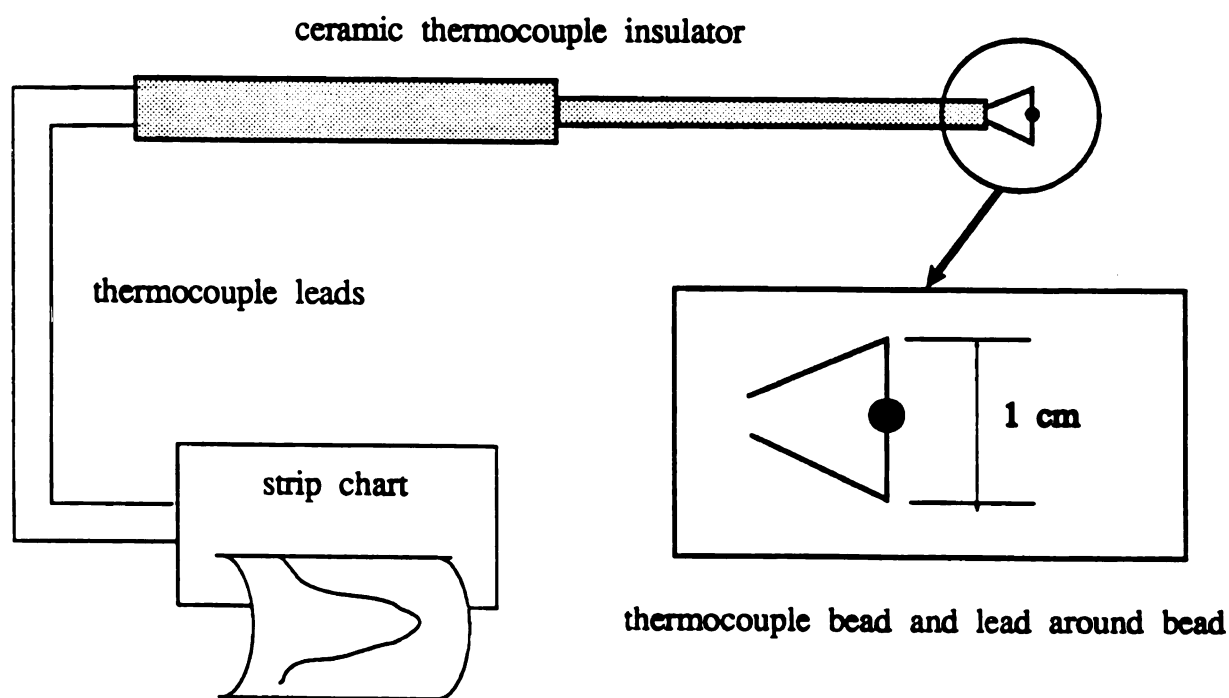 ceramic thermocouple insulator
thermocouple leads
1 cm
strip chart
thermocouple bead and lead around bead